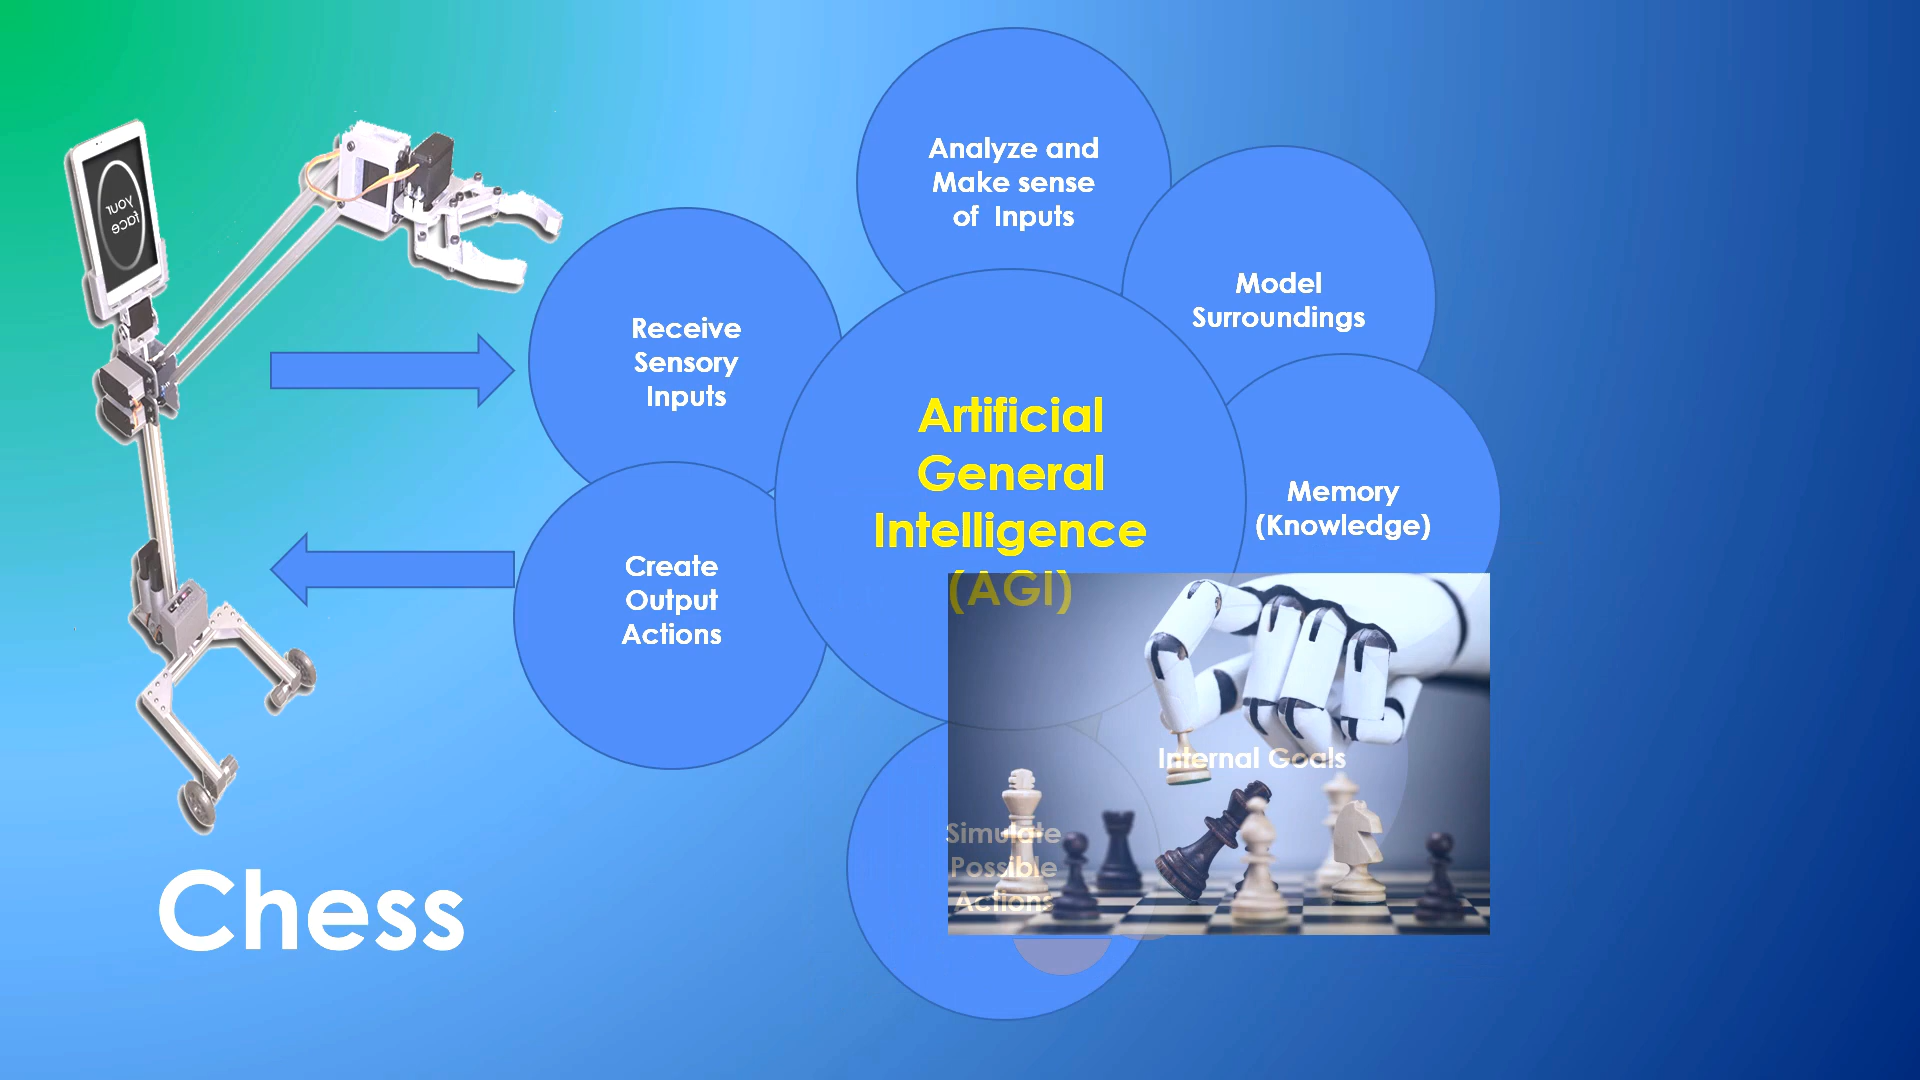 your
face
Analyze and
Make sense
of Inputs
Model
Surroundings
Receive
Sensory
Inputs
Artificial
General
Intelligence
(AGI)
Memory
(Knowledge)
Create
Output
Actions
Internal Goals
Simulate
Possible
Actions
Chess